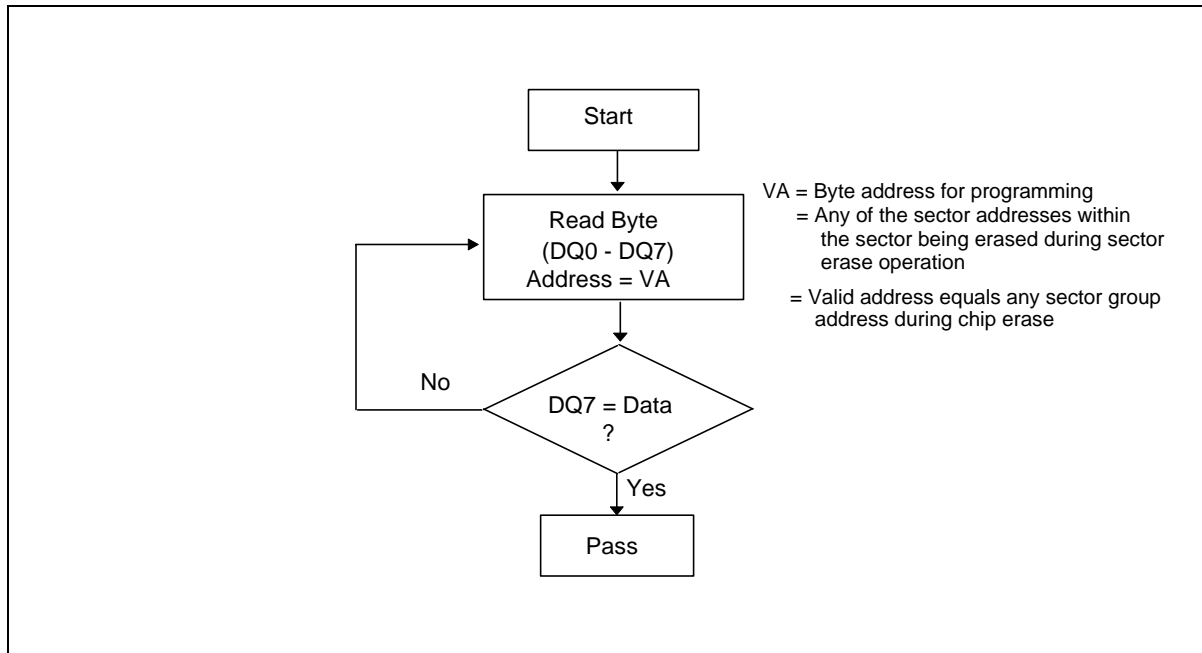 Start
Read Byte
(DQ0 - DQ7)
Address = VA
VA = Byte address for programming
= Any of the sector addresses within
the sector being erased during sector
erase operation
= Valid address equals any sector group
address during chip erase
No
DQ7 = Data
?
Yes
Pass